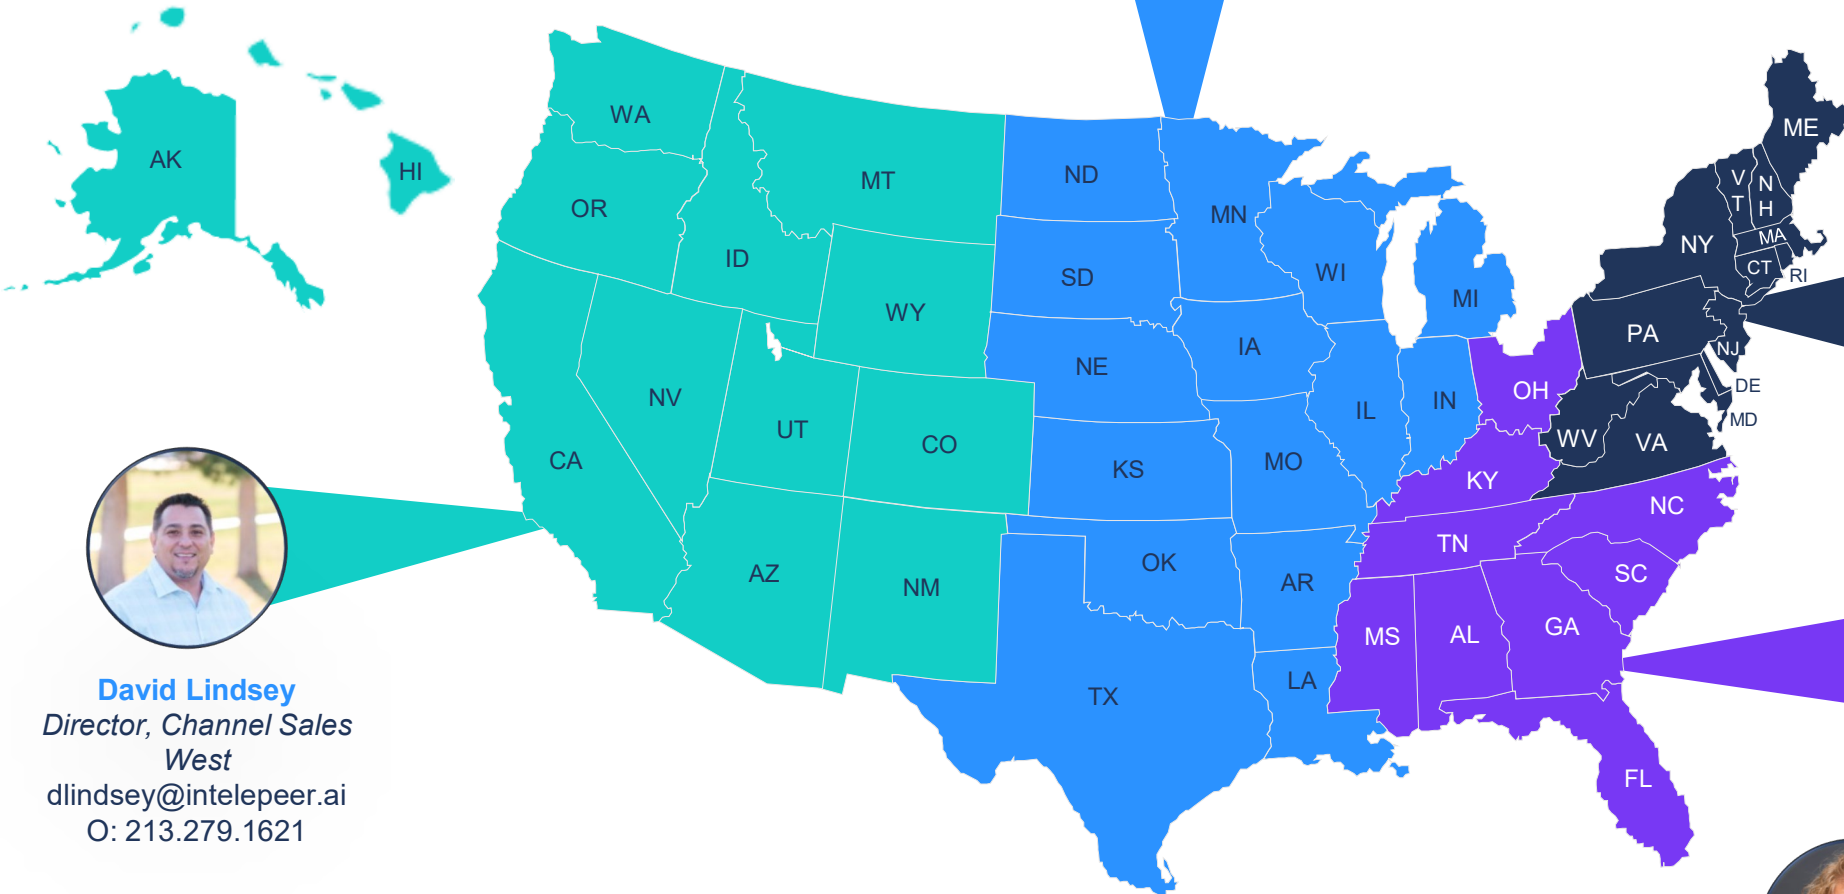 AK
HI
WA
OR
ID
MT
WY
CA
NV
UT
CO
AZ
NM
ND
SD
NE
KS
OK
TX
MN
IA
MO
AR
LA
WI
IL
MI
IN
OH
KY
TN
MS
AL
GA
FL
SC
NC
ME
V
T
N
H
NY
MA
CT
RI
PA
NJ
DE
MD
WV
VA
David Lindsey
Director, Channel Sales
West
dlindsey@intelepeer.ai
O: 213.279.1621